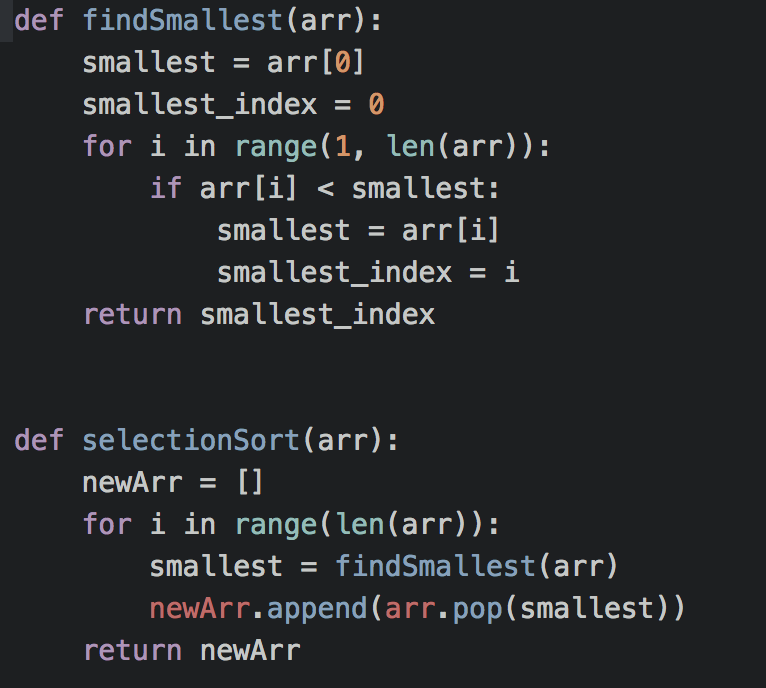 def findSmallest(arr):
    smallest = arr[0]
    smallest_index = 0
    for i in range(1, len(arr)):
        if arr[i] < smallest:
            smallest = arr[i]
            smallest_index = i
    return smallest_index
def selectionSort(arr):
    newArr = []
    for i in range(len(arr)):
        smallest = findSmallest(arr)
        newArr.append(arr.pop(smallest))
    return newArr